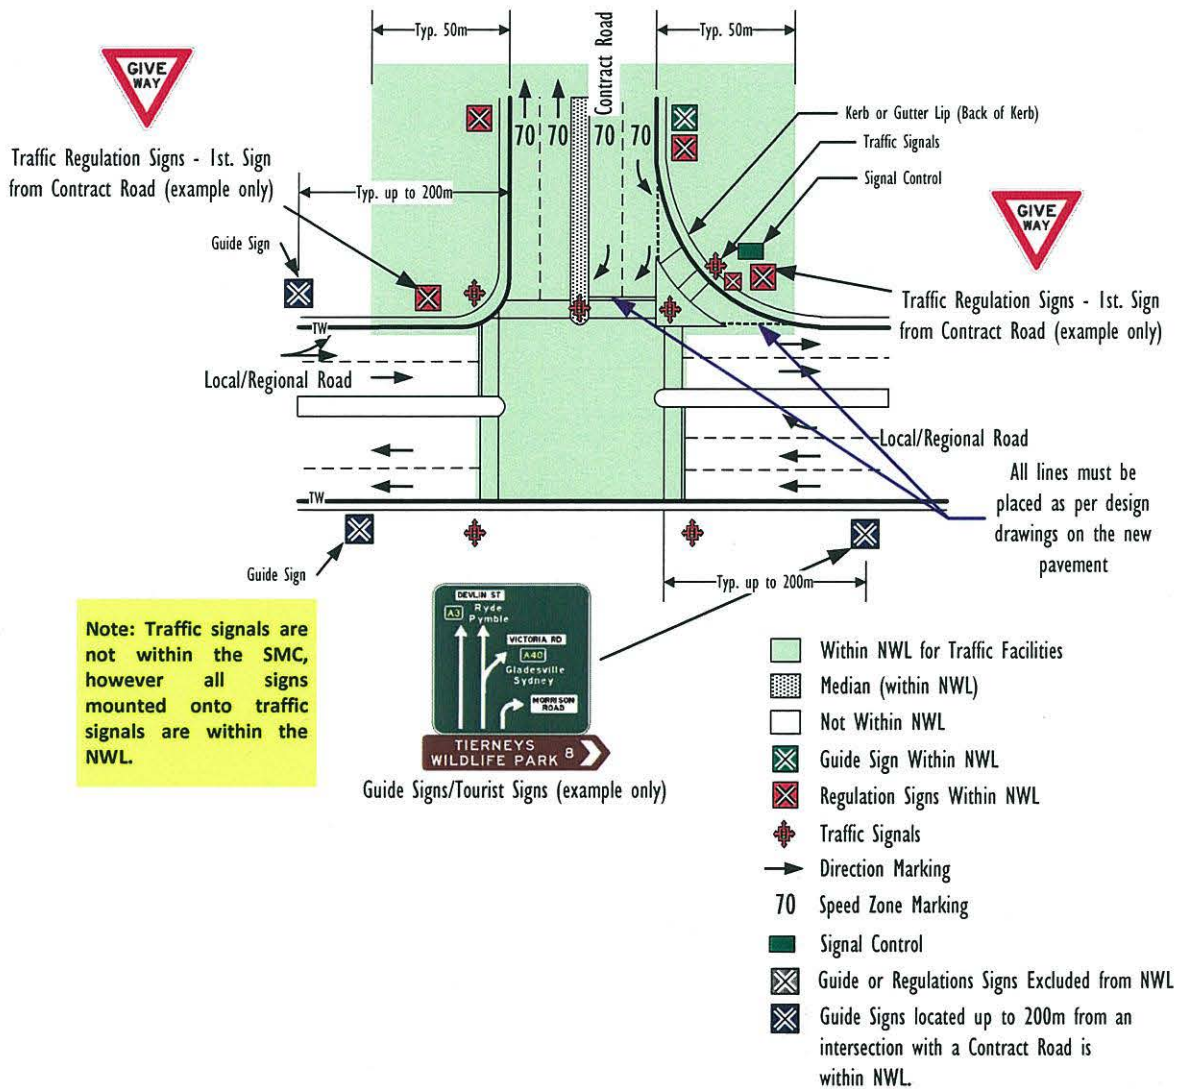 Typ. 50m
Contract Road
Typ. 50m
GIVE
WAY
Traffic Regulation Signs - 1st. Sign
from Contract Road (example only)
Typ. up to 200m
Guide Sign
70
70
70
70
Kerb or Gutter Lip (Back of Kerb)
Traffic Signals
Signal Control
GIVE
WAY
Traffic Regulation Signs - 1st. Sign
from Contract Road (example only)
TW
Local/Regional Road
Local/Regional Road
TW
All lines must be
placed as per design
drawings on the new
pavement
Guide Sign
Typ. up to 200m
Note: Traffic signals are
not within the SMC,
however all signs
mounted onto traffic
signals are within the
NWL.
DEVLIN ST
A3 Ryde
Pymble
VICTORIA RD
A40
Gladesville
Sydney
MORRISON
ROAD
TIERNEYS
WILDLIFE PARK 8
Guide Signs/Tourist Signs (example only)
Within NWL for Traffic Facilities
Median (within NWL)
Not Within NWL
Guide Sign Within NWL
Regulation Signs Within NWL
Traffic Signals
Direction Marking
70 Speed Zone Marking
Signal Control
Guide or Regulations Signs Excluded from NWL
Guide Signs located up to 200m from an
intersection with a Contract Road is
within NWL.